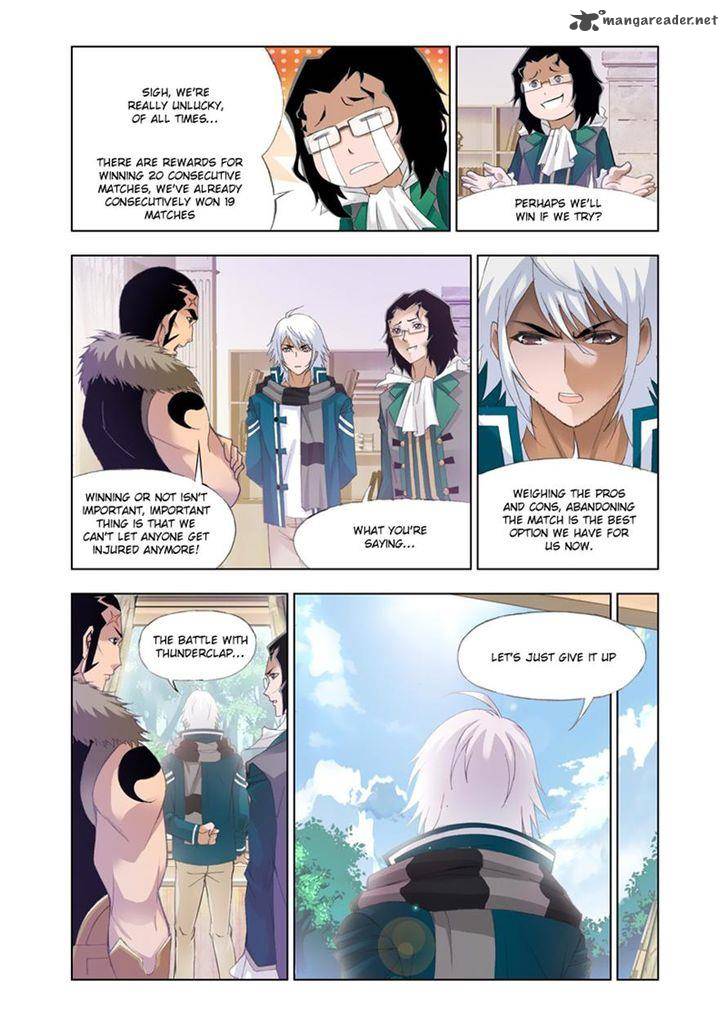 mangareader.net
SIGH, WE'RE
REALLY UNLUCKY,
OF ALL TIMES...
THERE ARE REWARDS FOR
WINNING 20 CONSECUTIVE
MATCHES, WE'VE ALREADY
CONSECUTIVELY WON 19
MATCHES
PERHAPS WE'LL
WIN IF WE TRY?
WINNING OR NOT ISN'T
IMPORTANT, IMPORTANT
THING IS THAT WE
CAN'T LET ANYONE GET
INJURED ANYMORE!
WHAT YOU'RE
SAYING...
WEIGHING THE PROS
AND CONS, ABANDONING
THE MATCH IS THE BEST
OPTION WE HAVE FOR
US NOW.
THE BATTLE WITH
THUNDERCLAP...
LET'S JUST GIVE IT UP